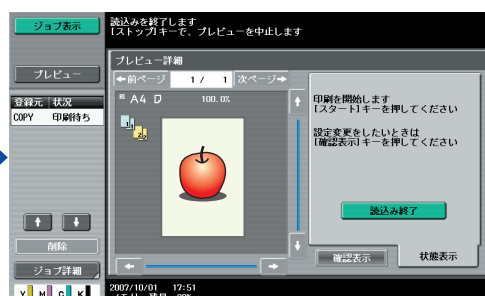 ジョブ表示
読込みを終了します
[ストップ]キーで、プレビューを中止します
プレビュー
プレビュー詳細
←前ページ 1/ 1 次ページ→
A4 100.0%
登録元 状況
COPY 印刷待ち
印刷を開始します
[スタート]キーを押してください
設定変更をしたいときは
[確認表示]キーを押してください
読込み終了
削除
ジョブ詳細
確認表示
状態表示
2007/10/01 17:51
Y M C K